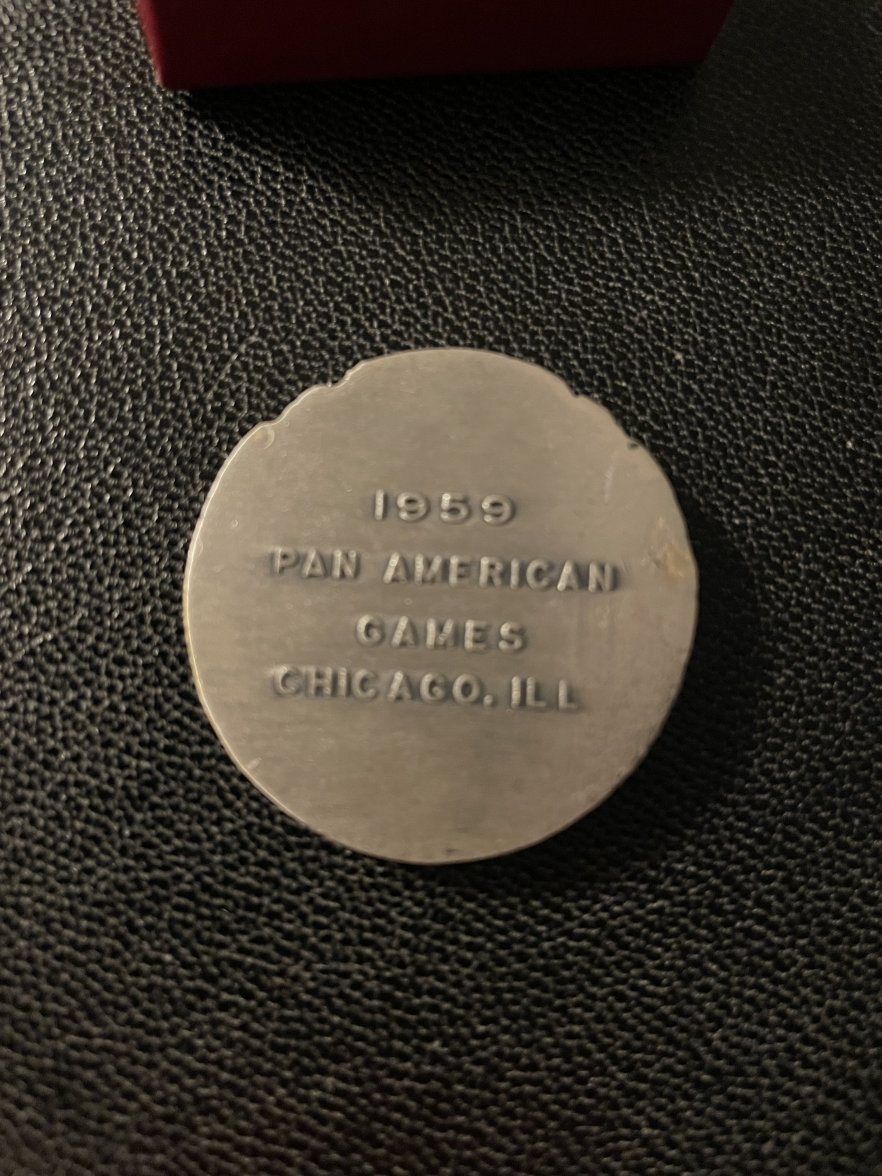 1959
PAN AMERICAN
GAMES
CHICAGO. ILL